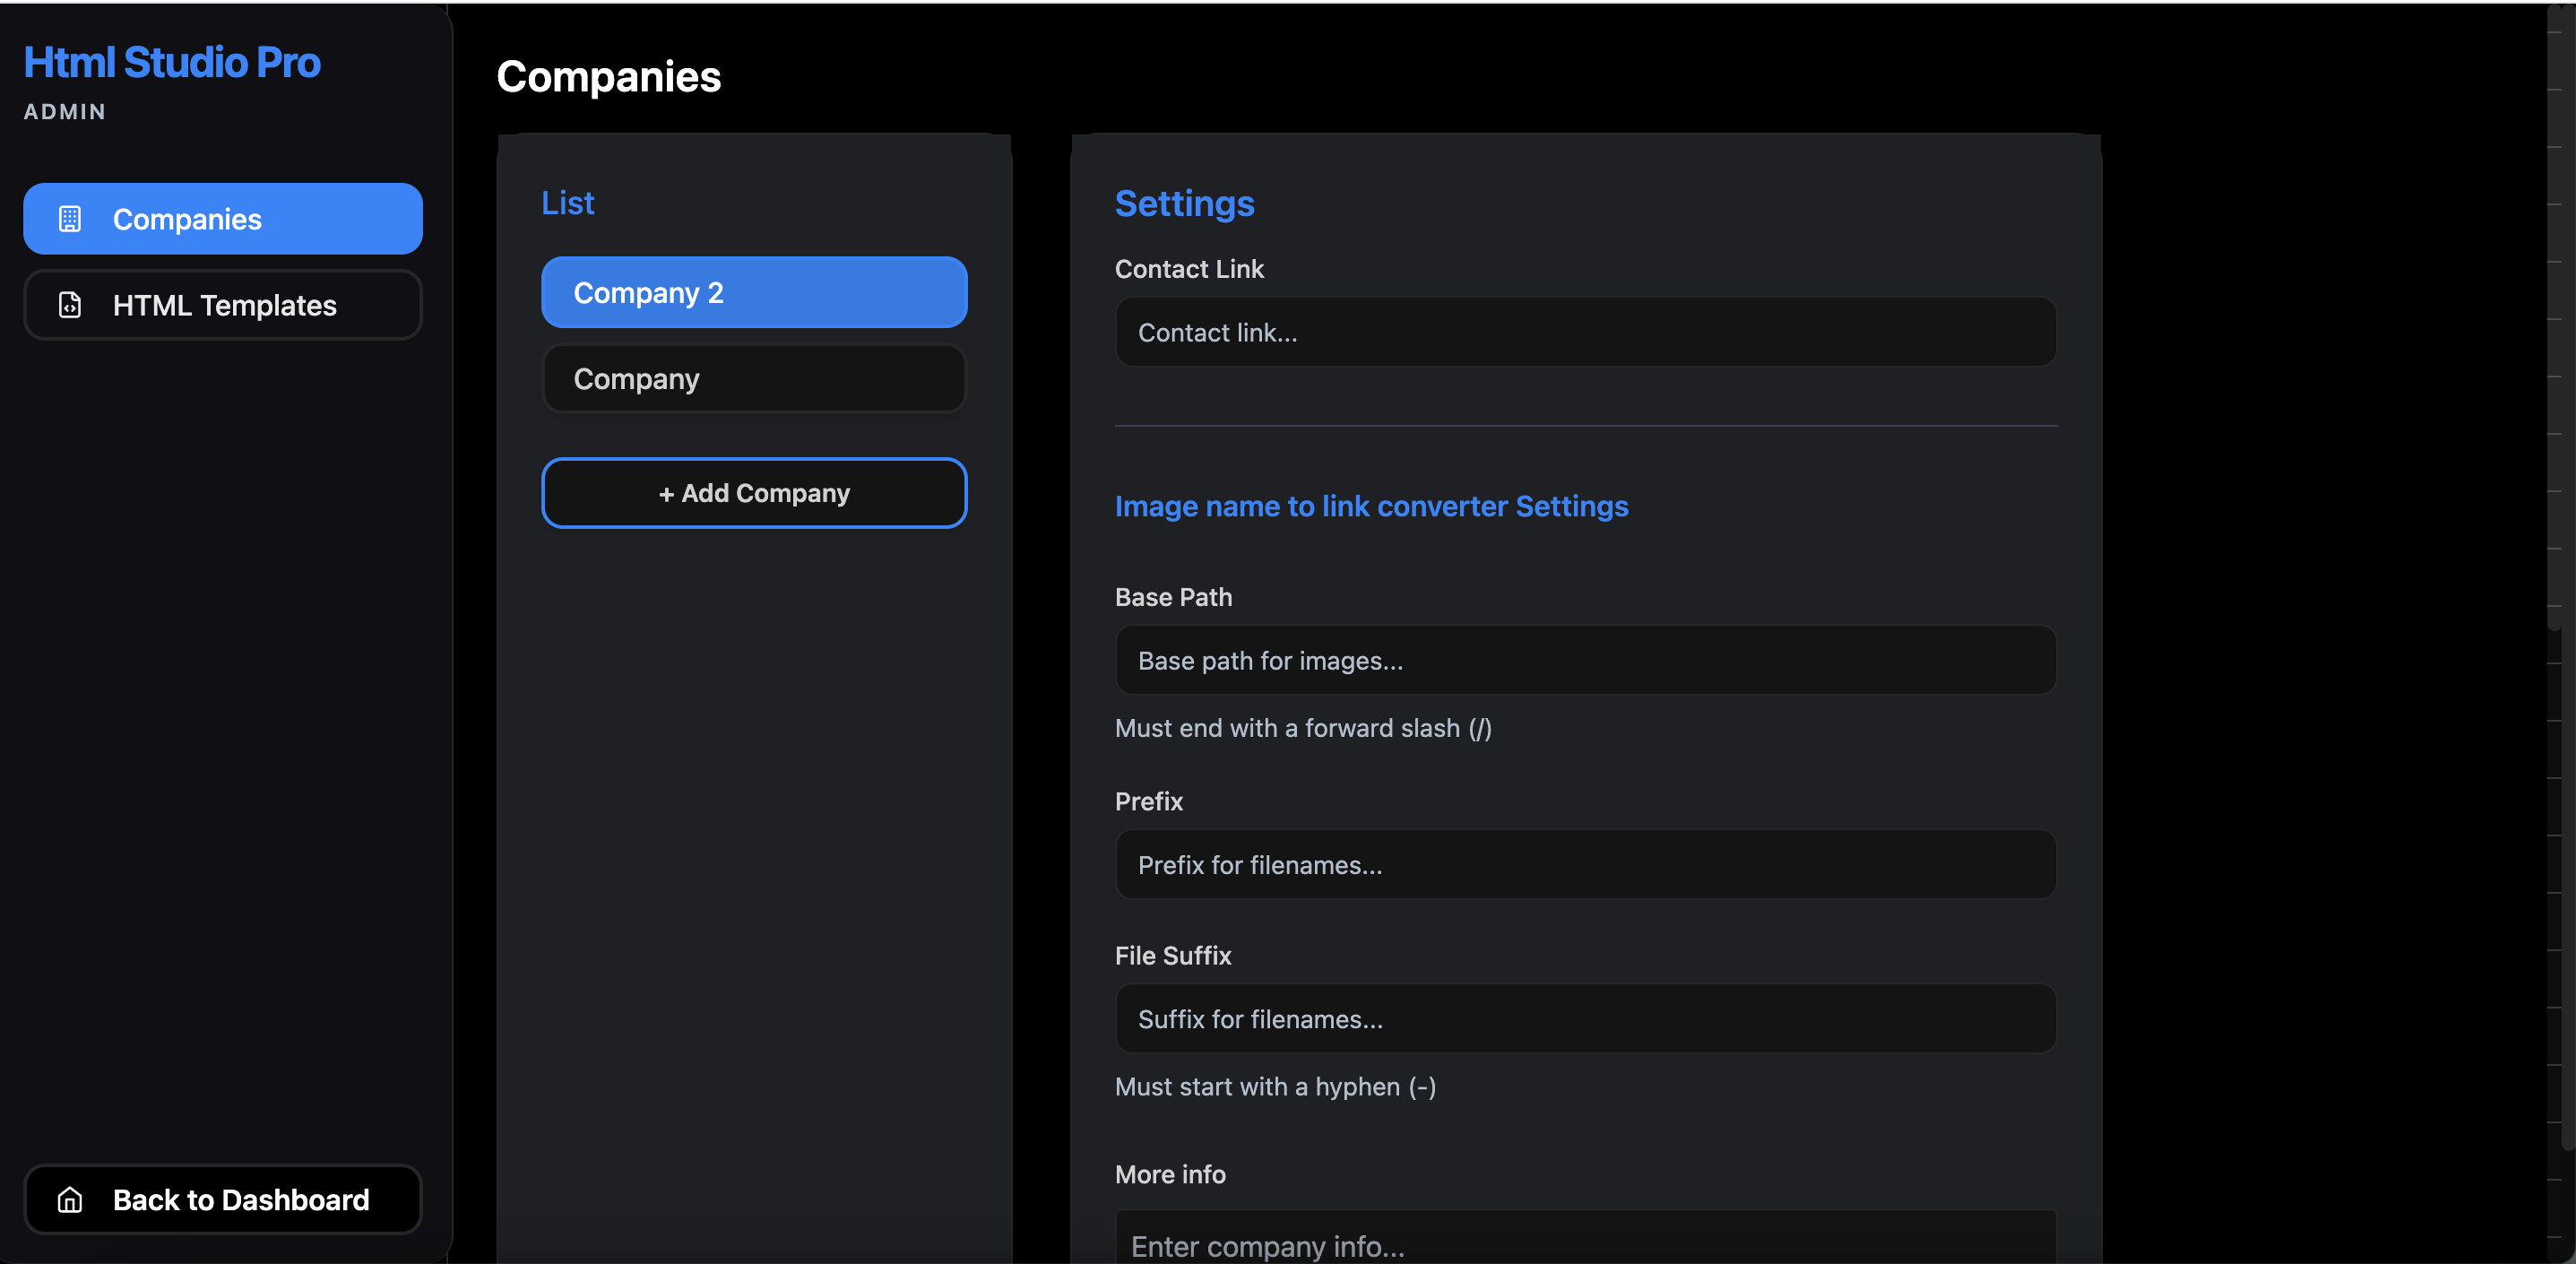 Html Studio Pro
ADMIN
Companies
HTML Templates
Back to Dashboard
Companies
List
Company 2
Company
+ Add Company
Settings
Contact Link
Contact link...
Image name to link converter Settings
Base Path
Base path for images...
Must end with a forward slash (/)
Prefix
Prefix for filenames...
File Suffix
Suffix for filenames...
Must start with a hyphen (-)
More info
Enter company info...